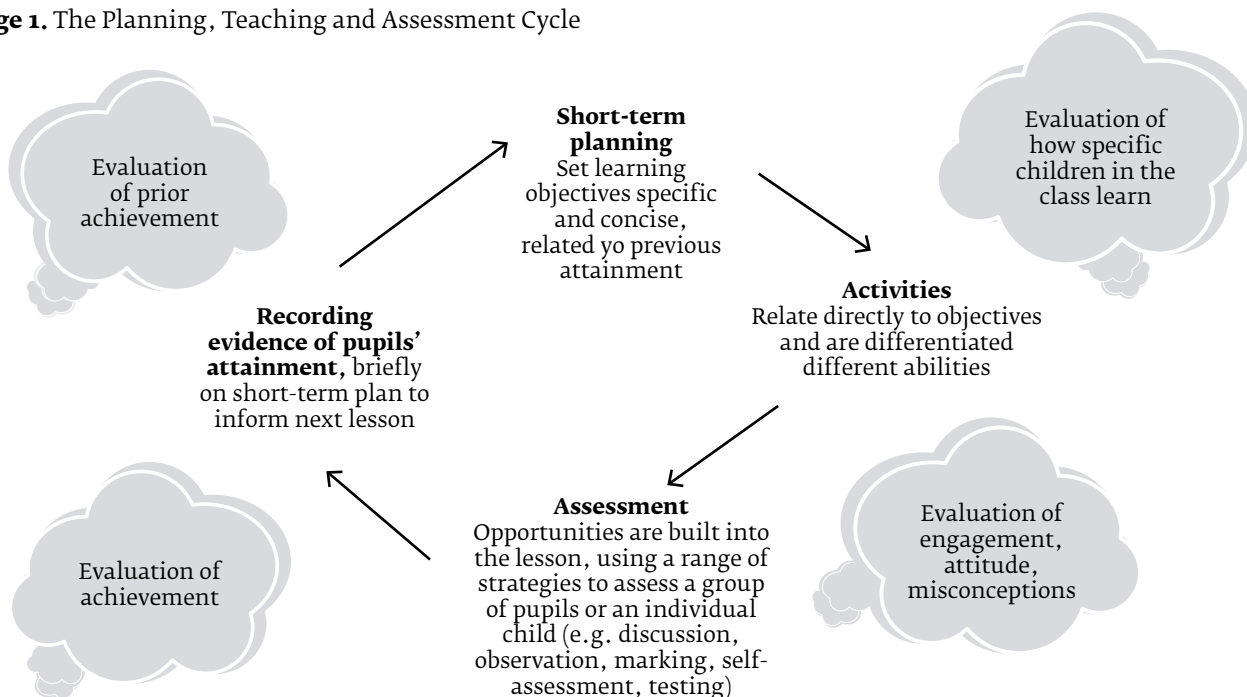 ge 1. The Planning, Teaching and Assessment Cycle
Evaluation
of prior
achievement
Short-term
planning
Set learning
objectives specific
and concise,
related yo previous
attainment
Evaluation of
how specific
children in the
class learn
Activities
Relate directly to objectives
and are differentiated
different abilities
Recording
evidence of pupils’
attainment, briefly
on short-term plan to
inform next lesson
Evaluation of
achievement
Assessment
Opportunities are built into
the lesson, using a range of
strategies to assess a group
of pupils or an individual
child (e.g. discussion,
observation, marking, self-
assessment, testing)
Evaluation of
engagement,
attitude,
misconceptions